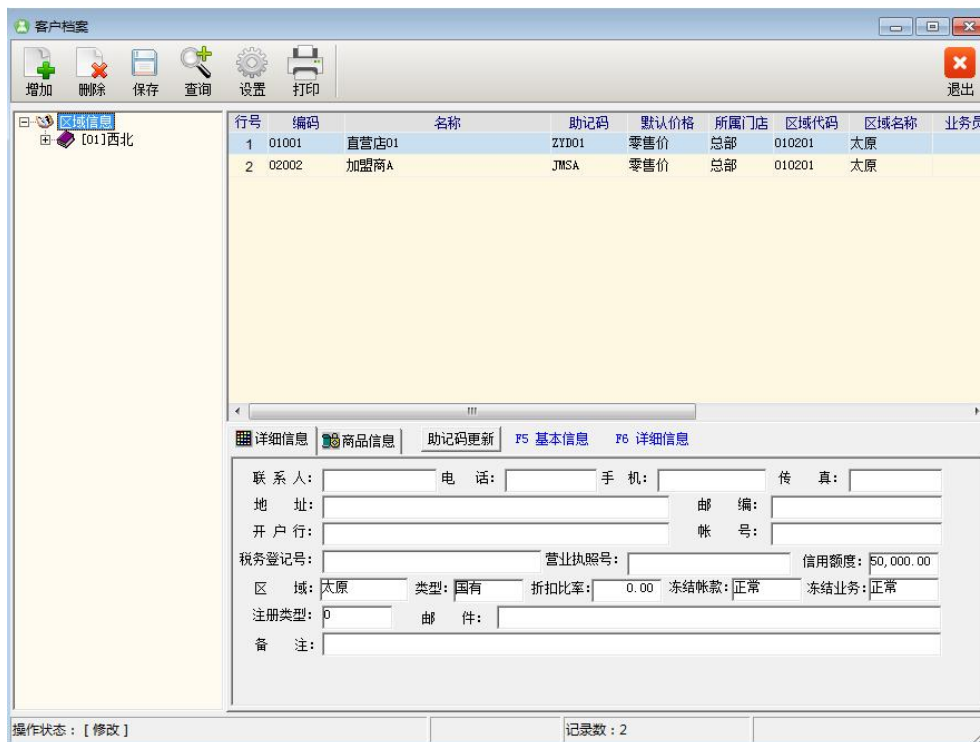 客户档案
增加 删除 保存 查询 设置 打印 退出
区域信息
[01]西北
行号 编码 名称 助记码 默认价格 所属门店 区域代码 区域名称 业务员
1 01001 直营店01 ZYD01 零售价 总部 010201 太原
2 02002 加盟商A JMSA 零售价 总部 010201 太原
详细信息 商品信息 助记码更新 F5 基本信息 F6 详细信息
联系人: 电话: 手机: 传真:
地址: 邮编:
开户行: 帐号:
税务登记号: 营业执照号: 信用额度: 50,000.00
区域: 太原 类型: 国有 折扣比率: 0.00 冻结帐款: 正常 冻结业务: 正常
注册类型: 0 邮件:
备注:
操作状态：[修改] 记录数：2